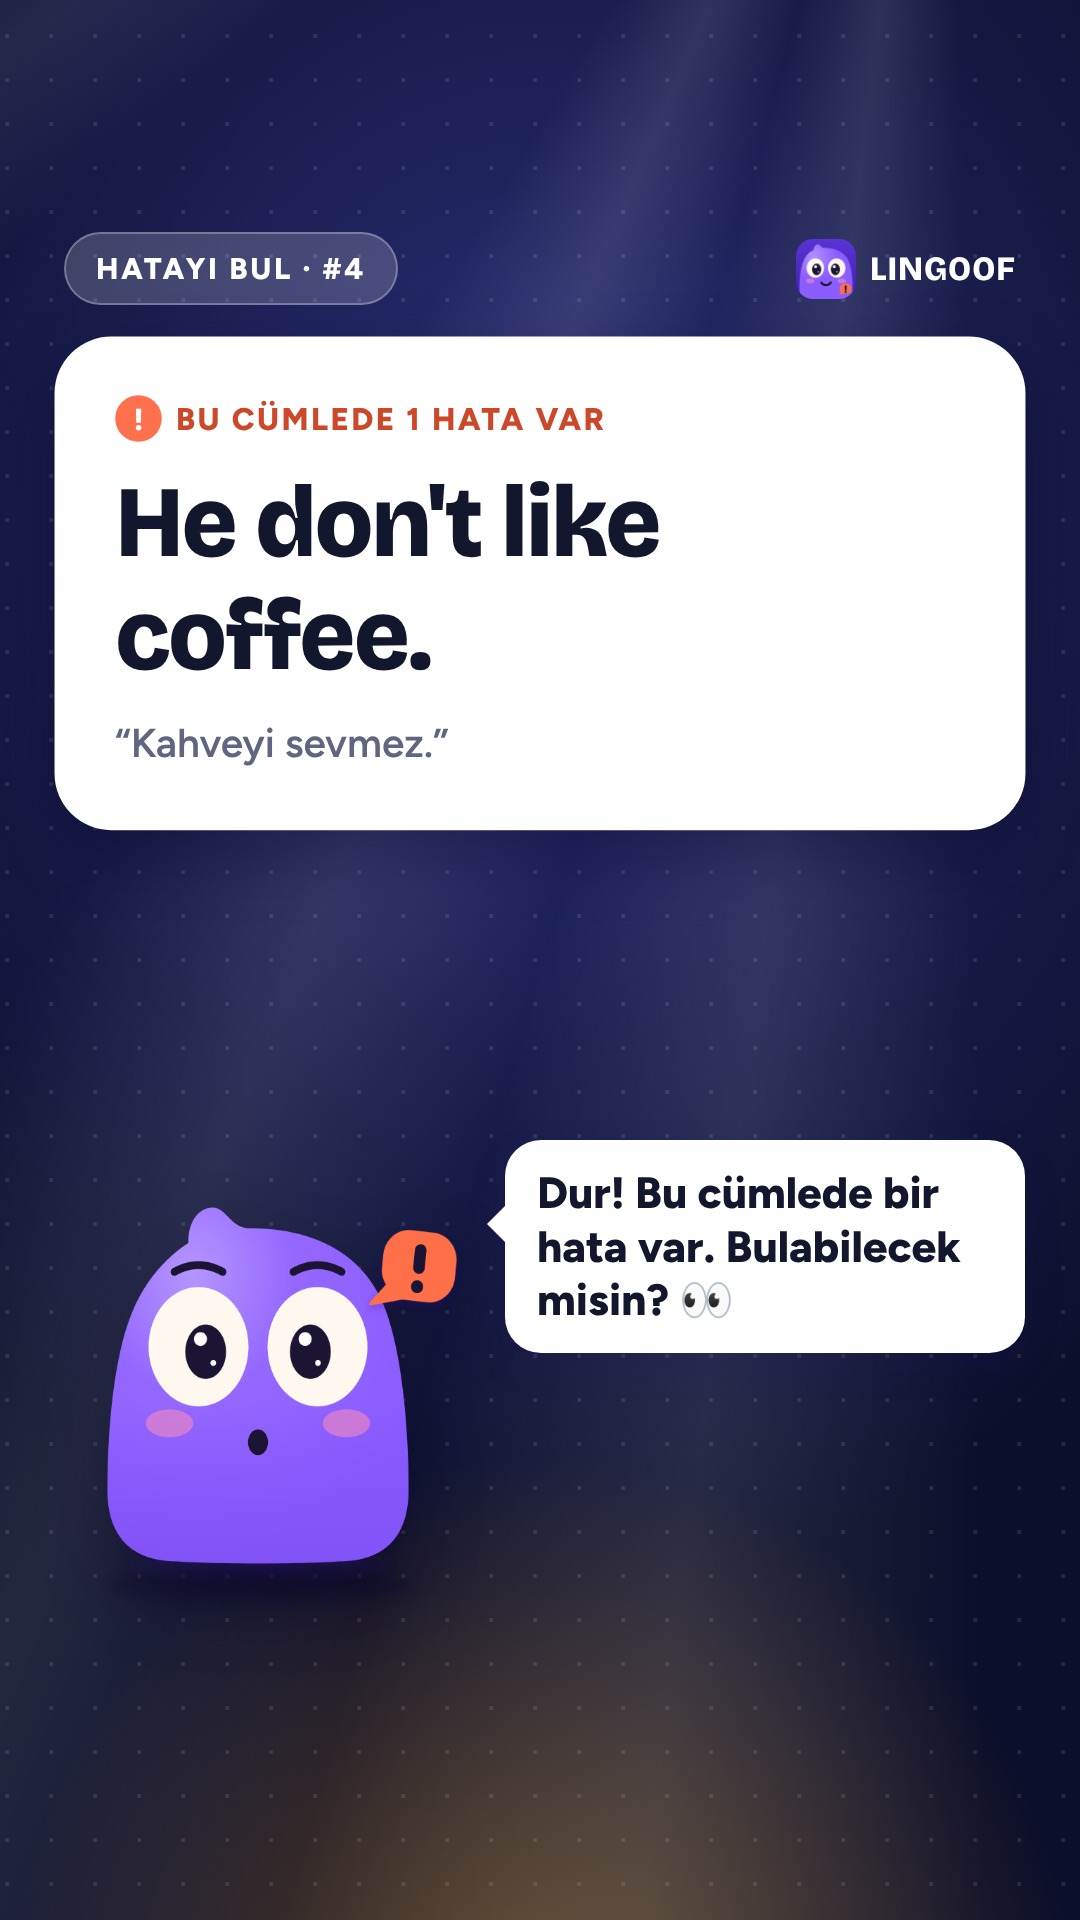 HATAYI BUL · #4
LINGOOF
! BU CÜMLEDE 1 HATA VAR
He don't like
coffee.
“Kahveyi sevmez.”
Dur! Bu cümlede bir
hata var. Bulabilecek
misin? 👀
!